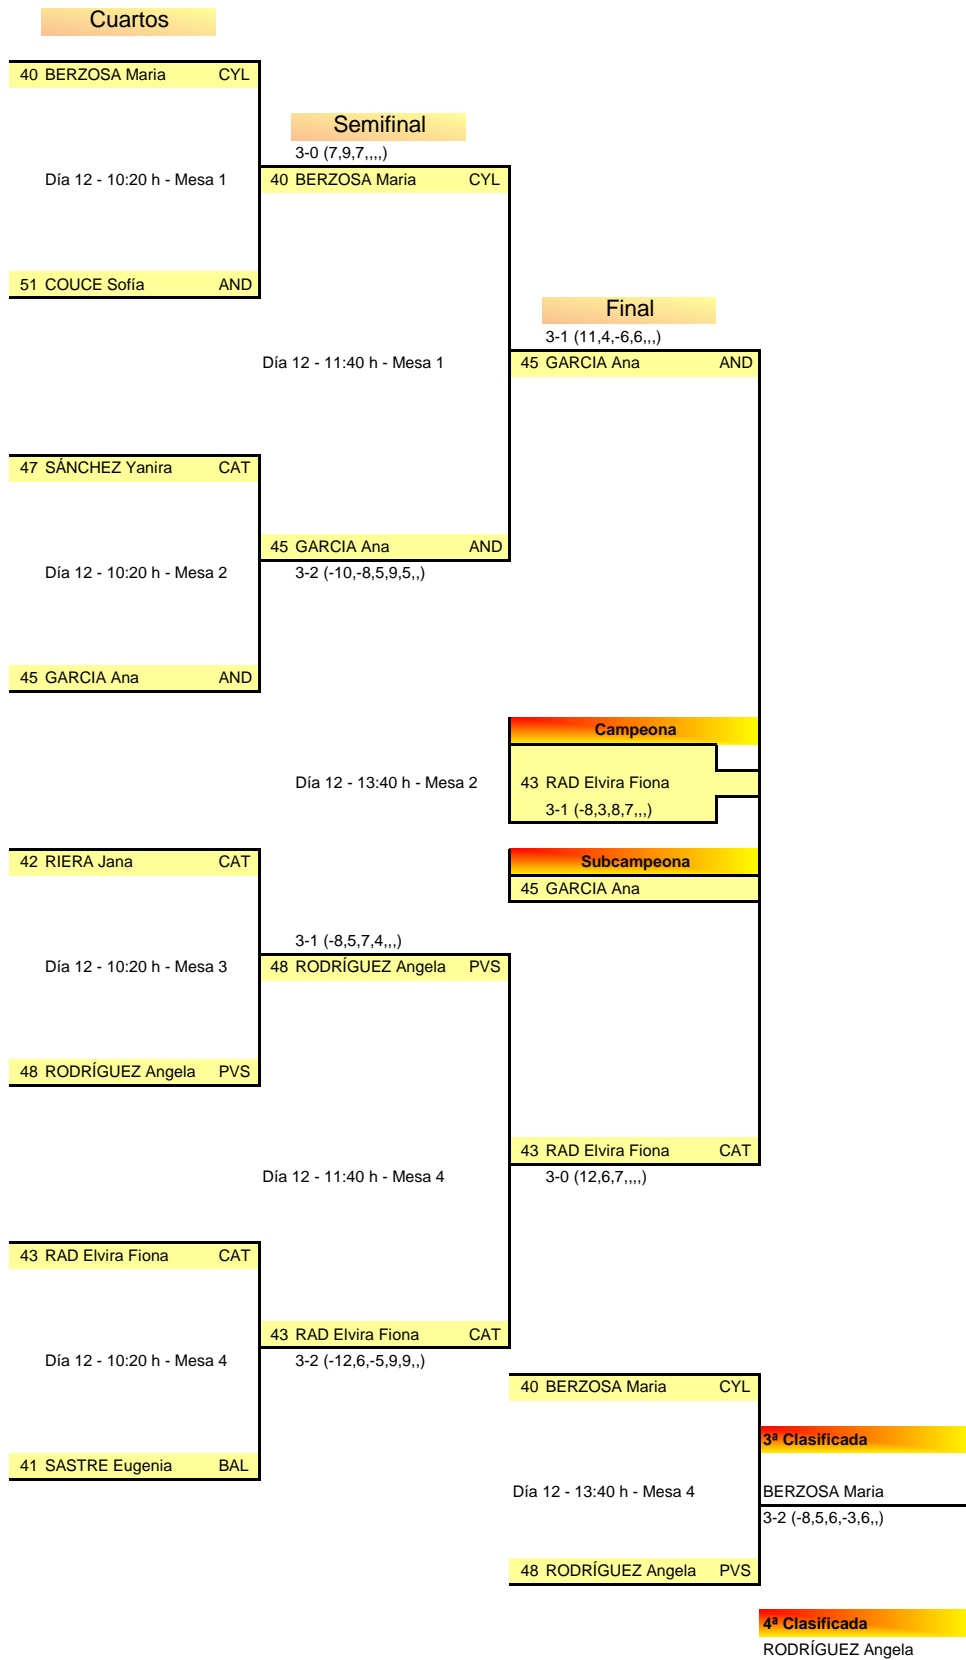 Cuartos
40 BERZOSA Maria CYL
Semifinal
3-0 (7,9,7,,,,)
Día 12 - 10:20 h - Mesa 1
40 BERZOSA Maria CYL
51 COUCE Sofía AND
Final
3-1 (11,4,-6,6,,,)
Día 12 - 11:40 h - Mesa 1
45 GARCIA Ana AND
47 SÁNCHEZ Yanira CAT
45 GARCIA Ana AND
Día 12 - 10:20 h - Mesa 2
3-2 (-10,-8,5,9,5,,)
45 GARCIA Ana AND
Campeona
Día 12 - 13:40 h - Mesa 2
43 RAD Elvira Fiona
3-1 (-8,3,8,7,,,)
42 RIERA Jana CAT
Subcampeona
45 GARCIA Ana
3-1 (-8,5,7,4,,,)
Día 12 - 10:20 h - Mesa 3
48 RODRÍGUEZ Angela PVS
48 RODRÍGUEZ Angela PVS
43 RAD Elvira Fiona CAT
Día 12 - 11:40 h - Mesa 4
3-0 (12,6,7,,,,)
43 RAD Elvira Fiona CAT
43 RAD Elvira Fiona CAT
Día 12 - 10:20 h - Mesa 4
3-2 (-12,6,-5,9,9,,)
40 BERZOSA Maria CYL
3ª Clasificada
41 SASTRE Eugenia BAL
Día 12 - 13:40 h - Mesa 4
BERZOSA Maria
3-2 (-8,5,6,-3,6,,)
48 RODRÍGUEZ Angela PVS
4ª Clasificada
RODRÍGUEZ Angela